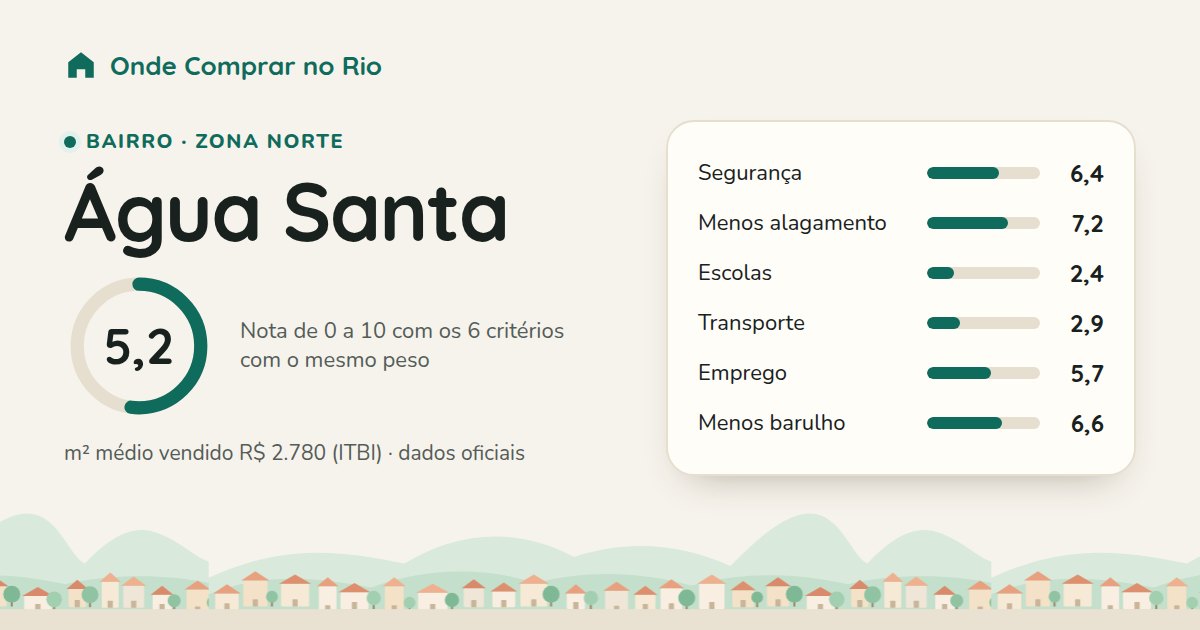 Onde Comprar no Rio
BAIRRO · ZONA NORTE
Água Santa
5,2
Nota de 0 a 10 com os 6 critérios
com o mesmo peso
m² médio vendido R$ 2.780 (ITBI) · dados oficiais
Segurança 6,4
Menos alagamento 7,2
Escolas 2,4
Transporte 2,9
Emprego 5,7
Menos barulho 6,6